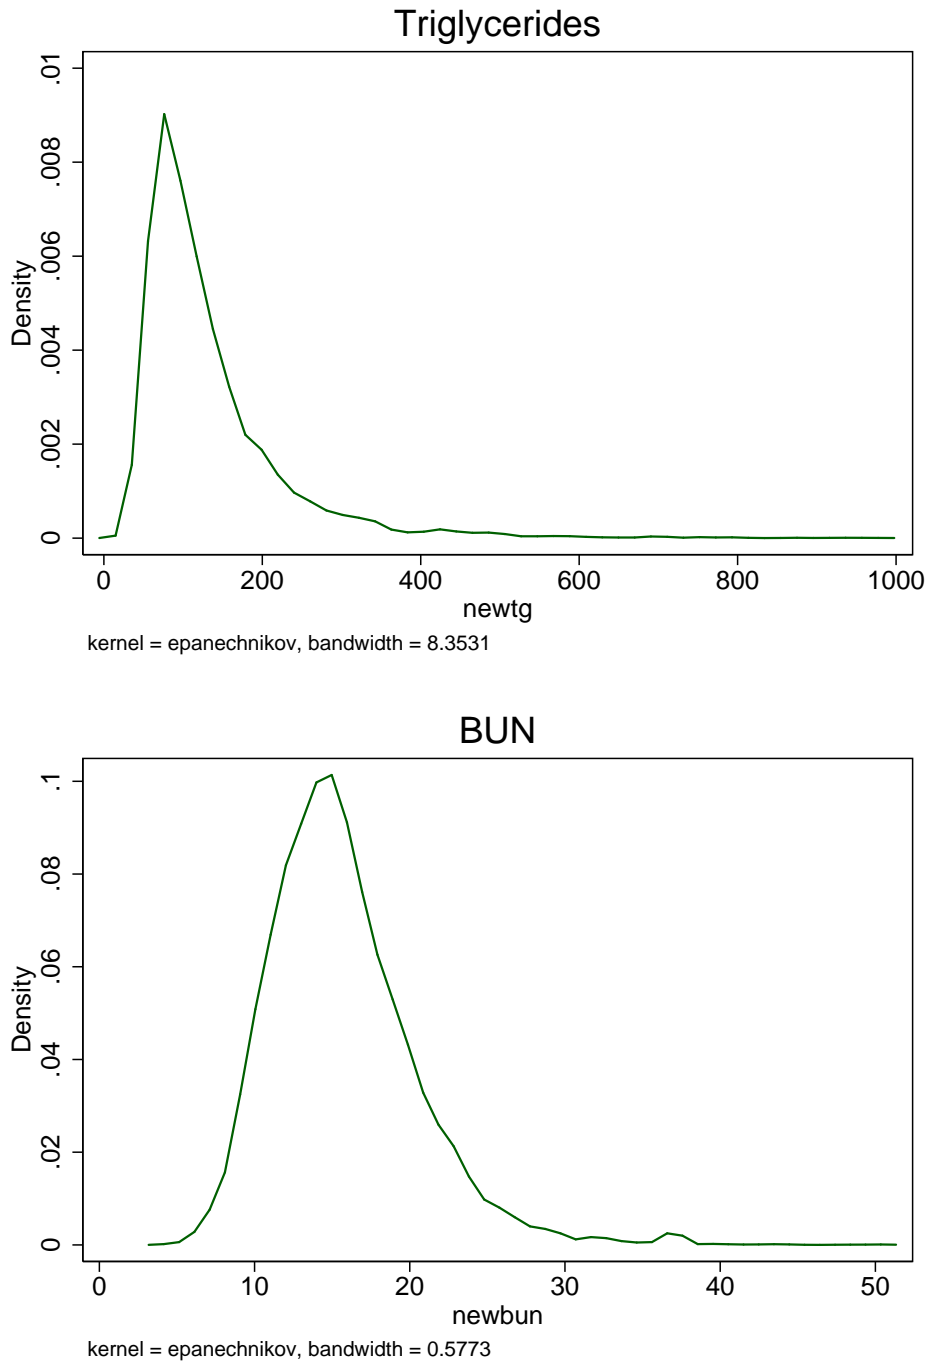 Triglycerides
.01
.008
.006
.004
.002
0
Density
0 200 400 600 800 1000
newtg
kernel = epanechnikov, bandwidth = 8.3531
BUN
.1
.08
.06
.04
.02
0
Density
0 10 20 30 40 50
newbun
kernel = epanechnikov, bandwidth = 0.5773